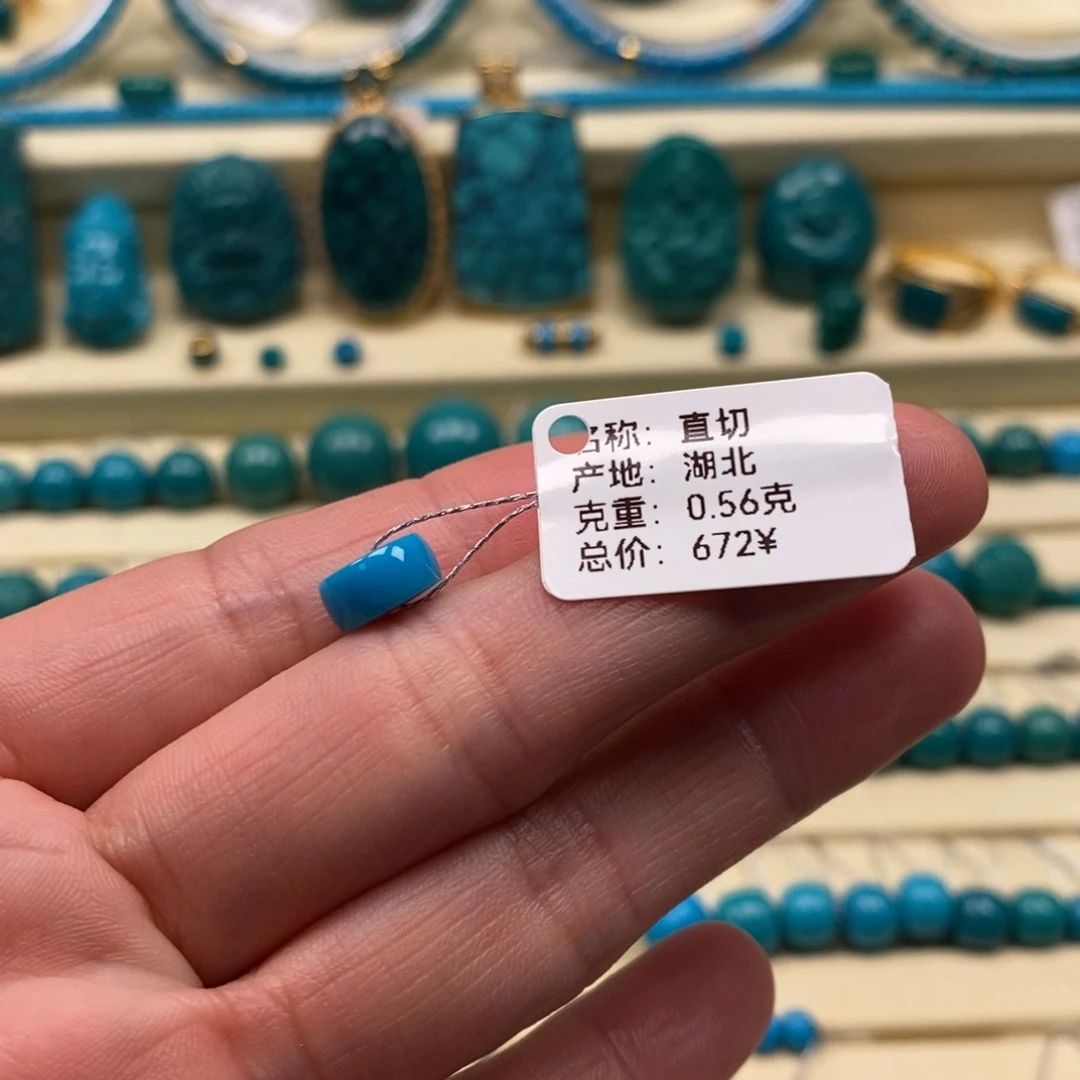 名称: 直切
产地: 湖北
克重: 0.56克
总价: 672¥